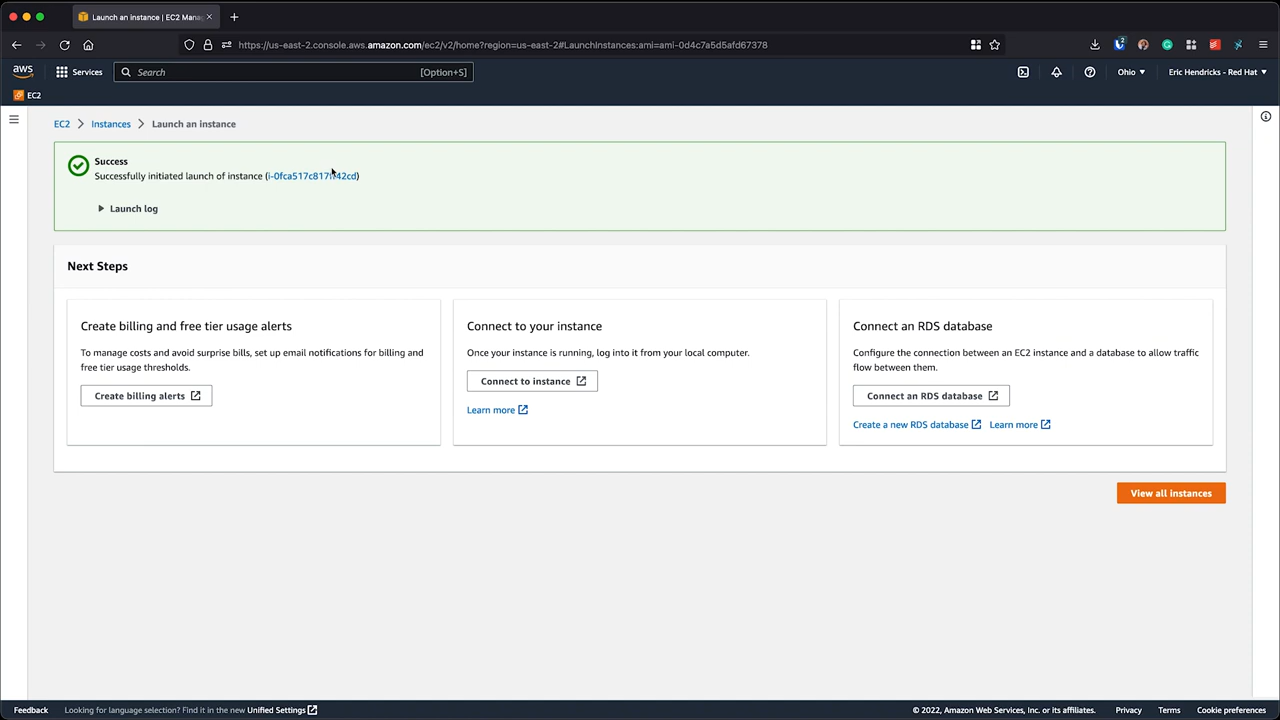 Launch an instance | EC2 Mana
https://us-east-2.console.aws.amazon.com/ec2/v2/home?region=us-east-2#LaunchInstances:ami=ami-0d4c7a5d5afd67378
2
aws
Services
Search
[Option+S]
Ohio
Eric Hendricks - Red Hat
EC2
EC2 > Instances > Launch an instance
Success
Successfully initiated launch of instance
Launch log
Next Steps
Create billing and free tier usage alerts
To manage costs and avoid surprise bills, set up email notifications for billing and
free tier usage thresholds.
Create billing alerts
Connect to your instance
Once your instance is running, log into it from your local computer.
Connect to instance
Learn more
Connect an RDS database
Configure the connection between an EC2 instance and a database to allow traffic
flow between them.
Connect an RDS database
Create a new RDS database Learn more
View all instances
Feedback
Looking for language selection? Find it in the new Unified Settings
© 2022, Amazon Web Services, Inc. or its affiliates.
Privacy
Terms
Cookie preferences